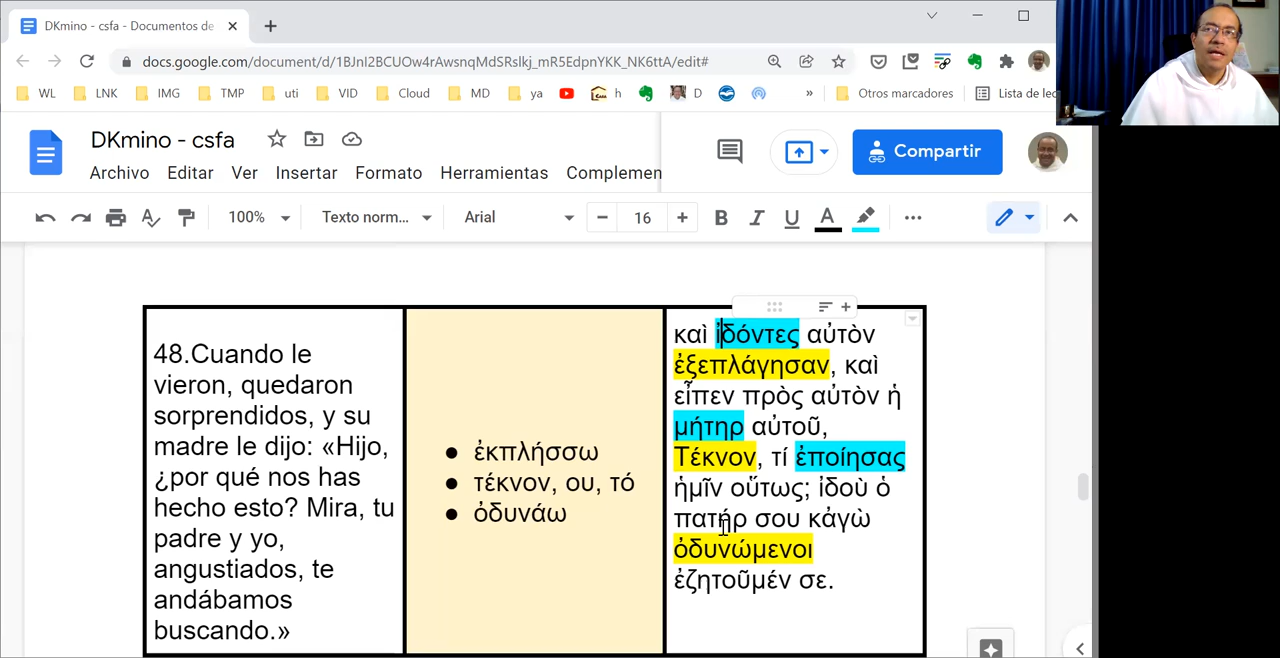 DKmino - csfa - Documentos de
docs.google.com/document/d/1BJnI2BCUOw4rAwsnqMdSRsIkj_mR5EdpnYKK_NK6ttA/edit#
WL LNK IMG TMP uti VID Cloud MD ya h D » Otros marcadores Lista de lec
DKmino - csfa
Compartir
Archivo Editar Ver Insertar Formato Herramientas Complemen
100% Texto norm... Arial 16 B I U A
48.Cuando le
vieron, quedaron
sorprendidos, y su
madre le dijo: «Hijo,
¿por qué nos has
hecho esto? Mira, tu
padre y yo,
angustiados, te
andábamos
buscando.»
● ἐκπλήσσω
● τέκνον, ου, τό
● ὀδυνάω
καὶ ἰδόντες αὐτὸν
ἐξεπλάγησαν, καὶ
εἶπεν πρὸς αὐτὸν ἡ
μήτηρ αὐτοῦ,
Τέκνον, τί ἐποίησας
ἡμῖν οὕτως; ἰδοὺ ὁ
πατήρ σου κἀγὼ
ὀδυνώμενοι
ἐζητοῦμέν σε.